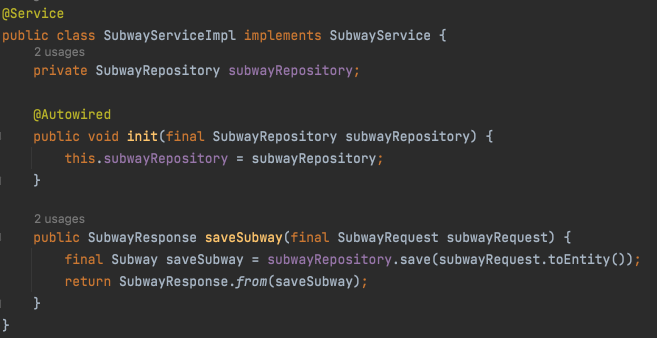 @Service
public class SubwayServiceImpl implements SubwayService {
2 usages
private SubwayRepository subwayRepository;
@Autowired
public void init(final SubwayRepository subwayRepository) {
this.subwayRepository = subwayRepository;
}
2 usages
public SubwayResponse saveSubway(final SubwayRequest subwayRequest) {
final Subway saveSubway = subwayRepository.save(subwayRequest.toEntity());
return SubwayResponse.from(saveSubway);
}
}